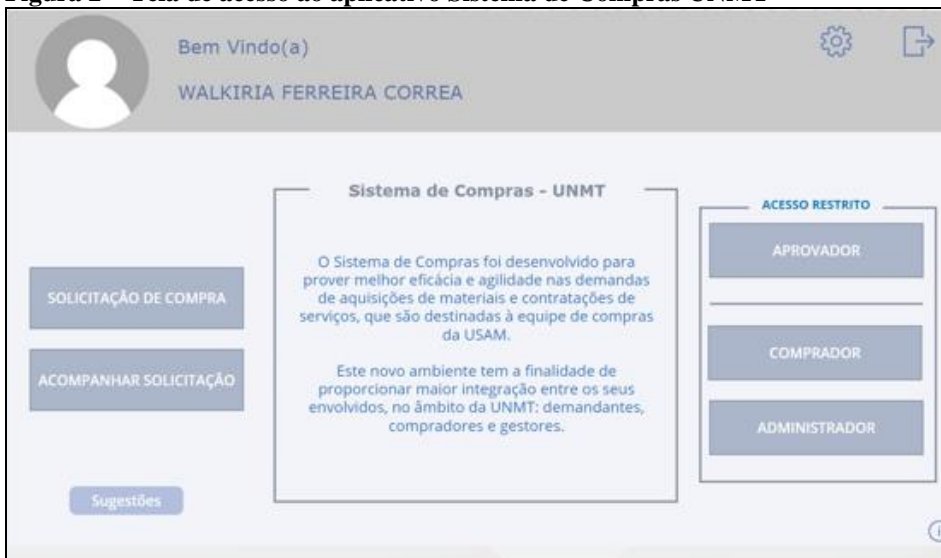 Bem Vindo(a)
WALKIRIA FERREIRA CORREA
SOLICITAÇÃO DE COMPRA
ACOMPANHAR SOLICITAÇÃO
Sugestões
Sistema de Compras - UNMT
O Sistema de Compras foi desenvolvido para
prover melhor eficácia e agilidade nas demandas
de aquisições de materiais e contratações de
serviços, que são destinadas à equipe de compras
da USAM.
Este novo ambiente tem a finalidade de
proporcionar maior integração entre os seus
envolvidos, no âmbito da UNMT: demandantes,
compradores e gestores.
ACESSO RESTRITO
APROVADOR
COMPRADOR
ADMINISTRADOR